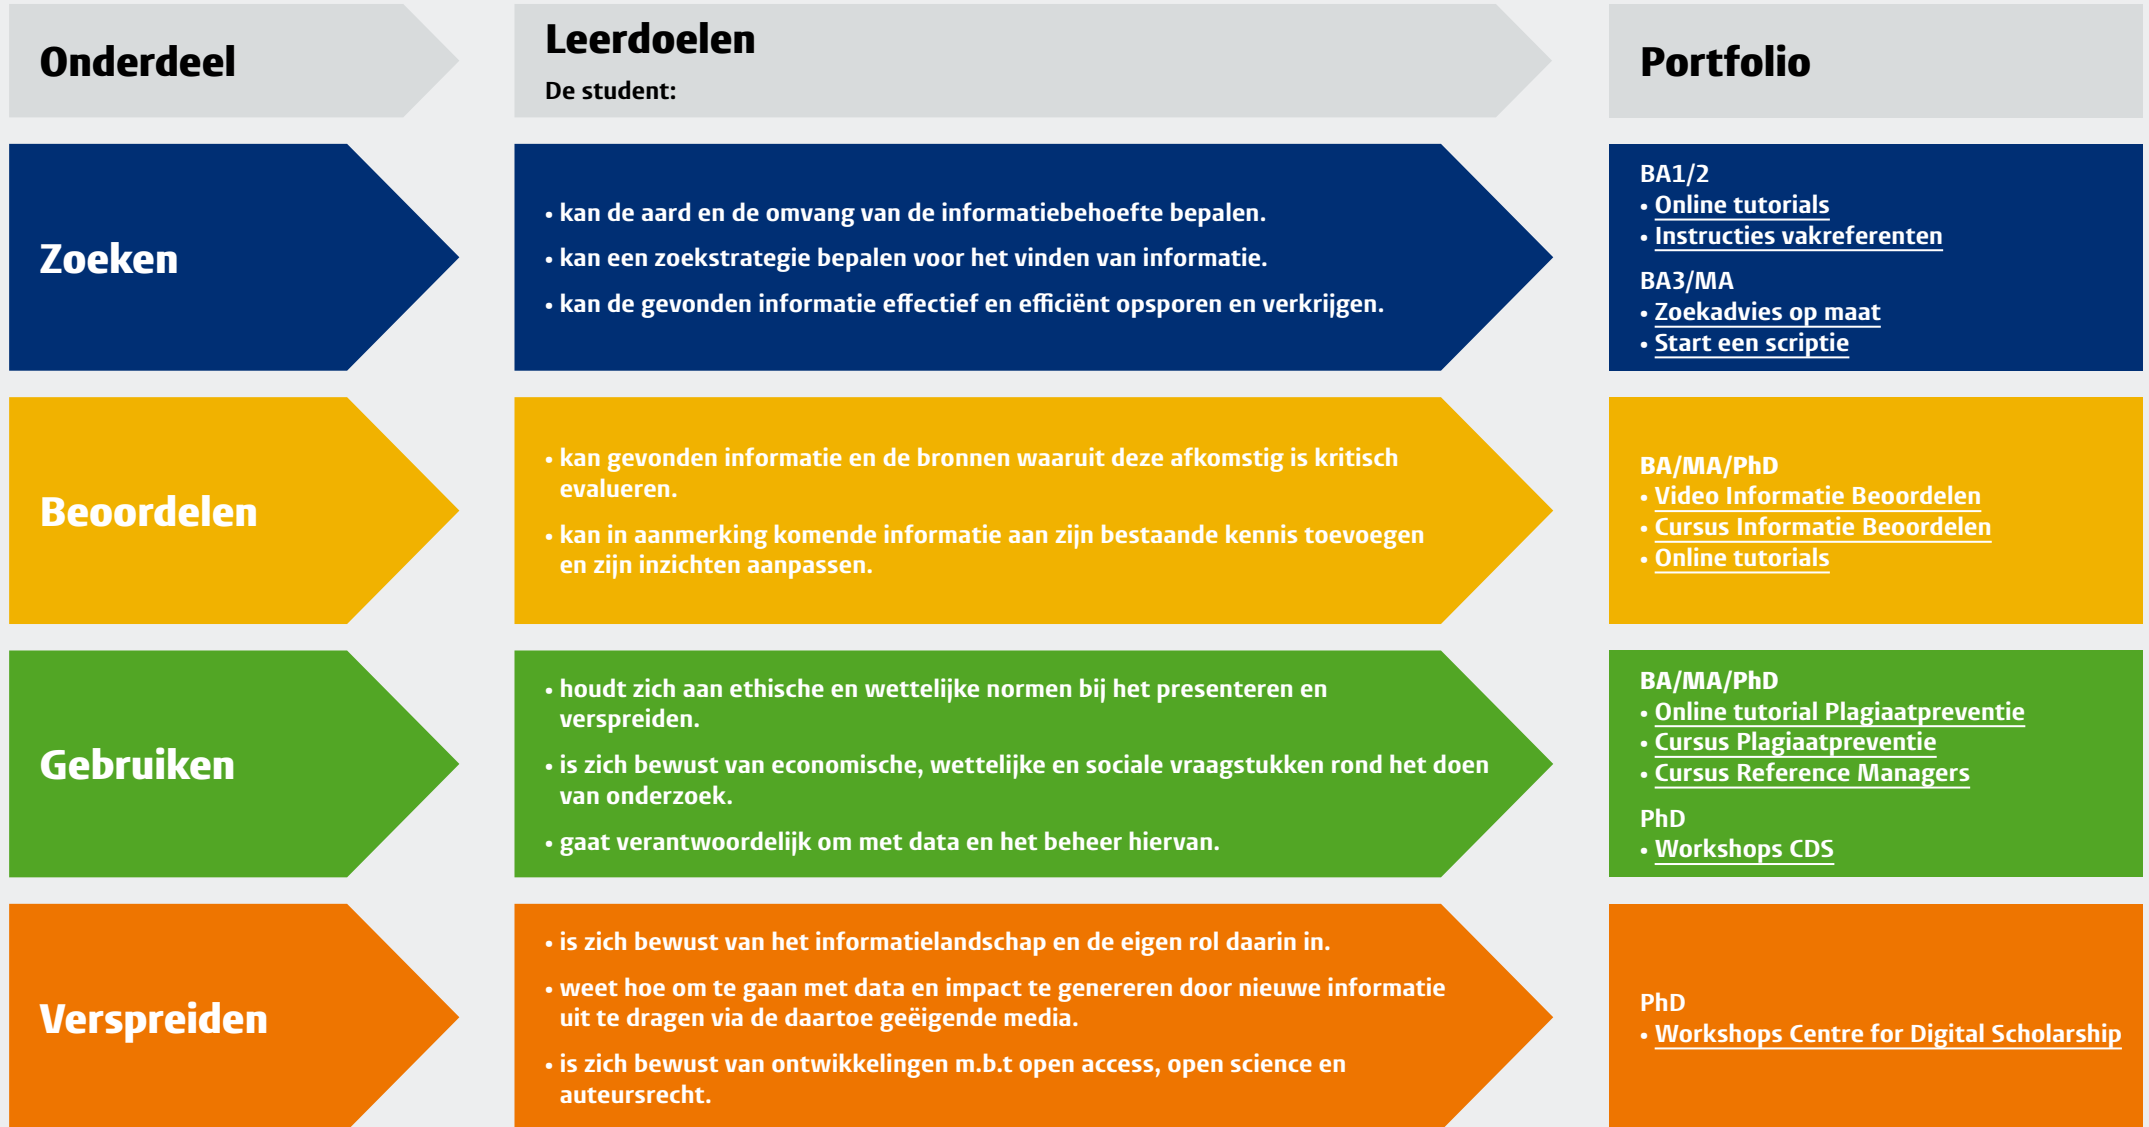 Onderdeel
Leerdoelen
De student:
Portfolio
Zoeken
• kan de aard en de omvang van de informatiebehoefte bepalen.
• kan een zoekstrategie bepalen voor het vinden van informatie.
• kan de gevonden informatie effectief en efficiënt opsporen en verkrijgen.
BA1/2
• Online tutorials
• Instructies vakreferenten
BA3/MA
• Zoekadvies op maat
• Start een scriptie
Beoordelen
• kan gevonden informatie en de bronnen waaruit deze afkomstig is kritisch
evalueren.
• kan in aanmerking komende informatie aan zijn bestaande kennis toevoegen
en zijn inzichten aanpassen.
BA/MA/PhD
• Video Informatie Beoordelen
• Cursus Informatie Beoordelen
• Online tutorials
Gebruiken
• houdt zich aan ethische en wettelijke normen bij het presenteren en
verspreiden.
• is zich bewust van economische, wettelijke en sociale vraagstukken rond het doen
van onderzoek.
• gaat verantwoordelijk om met data en het beheer hiervan.
BA/MA/PhD
• Online tutorial Plagiaatpreventie
• Cursus Plagiaatpreventie
• Cursus Reference Managers
PhD
• Workshops CDS
Verspreiden
• is zich bewust van het informatielandschap en de eigen rol daarin in.
• weet hoe om te gaan met data en impact te genereren door nieuwe informatie
uit te dragen via de daartoe geëigende media.
• is zich bewust van ontwikkelingen m.b.t open access, open science en
auteursrecht.
PhD
• Workshops Centre for Digital Scholarship